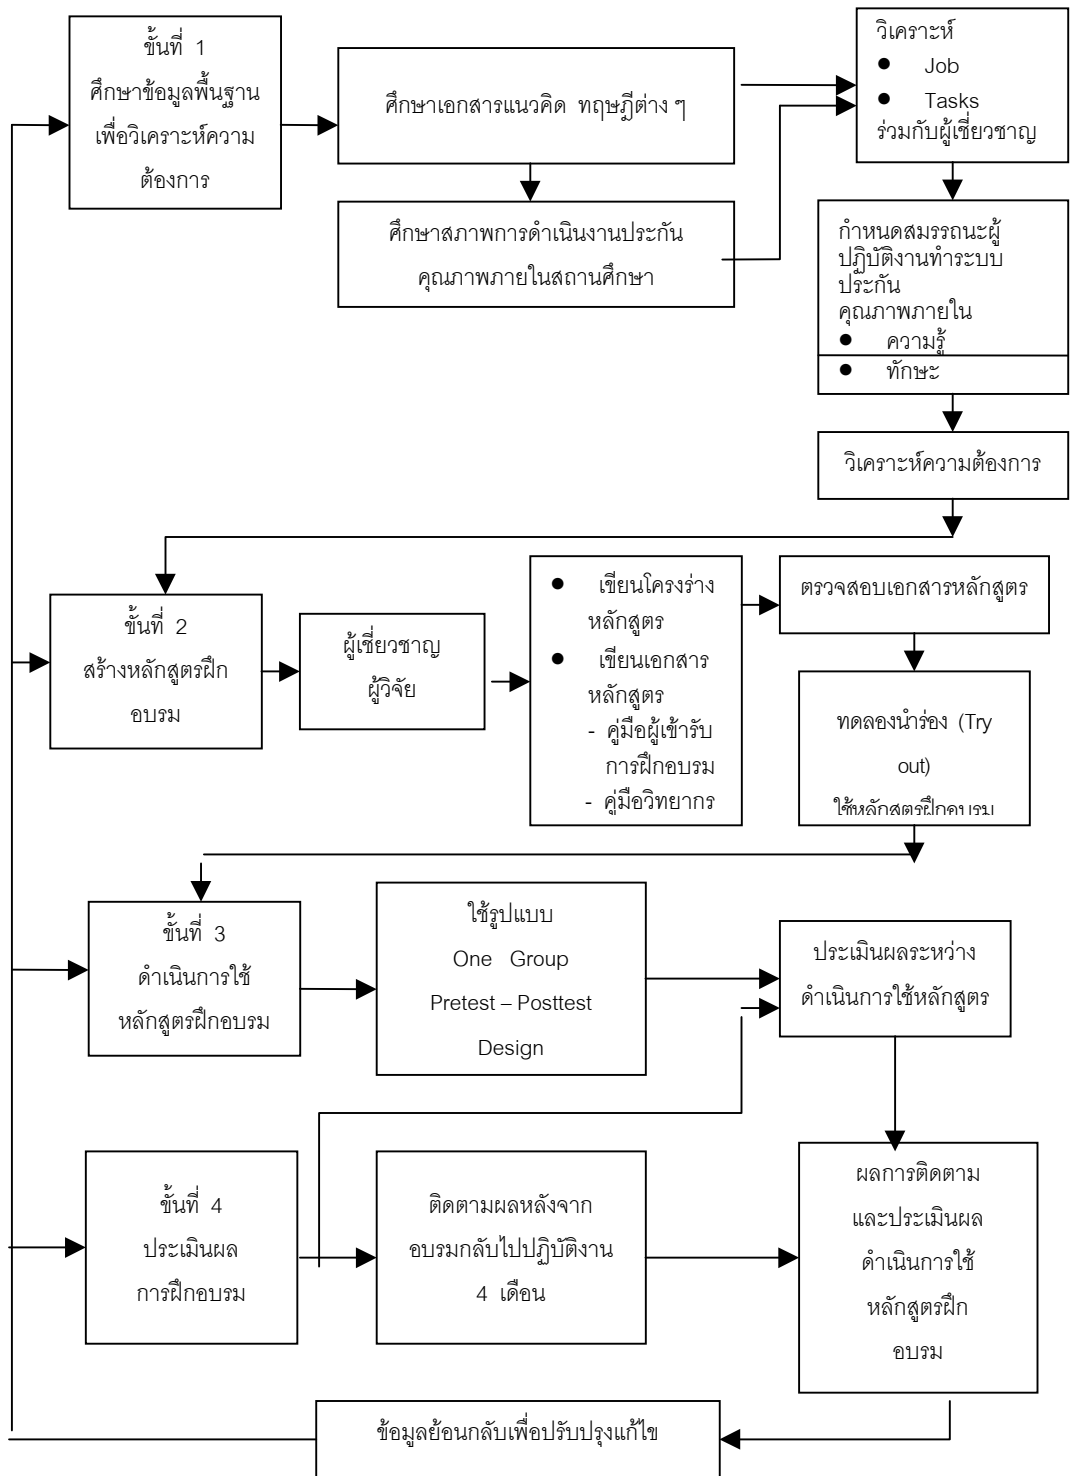 ขั้นที่ 1
ศึกษาข้อมูลพื้นฐาน
เพื่อวิเคราะห์ความ
ต้องการ
ศึกษาเอกสารแนวคิด ทฤษฎีต่าง ๆ
ศึกษาสภาพการดำเนินงานประกัน
คุณภาพภายในสถานศึกษา
วิเคราะห์
● Job
● Tasks
ร่วมกับผู้เชี่ยวชาญ
กำหนดสมรรถนะผู้
ปฏิบัติงานทำระบบ
ประกัน
คุณภาพภายใน
● ความรู้
● ทักษะ
วิเคราะห์ความต้องการ
ขั้นที่ 2
สร้างหลักสูตรฝึก
อบรม
ผู้เชี่ยวชาญ
ผู้วิจัย
● เขียนโครงร่าง
หลักสูตร
● เขียนเอกสาร
หลักสูตร
- คู่มือผู้เข้ารับ
การฝึกอบรม
- คู่มือวิทยากร
ตรวจสอบเอกสารหลักสูตร
ทดลองนำร่อง (Try
out)
ใช้หลักสูตรฝึกอบรม
ขั้นที่ 3
ดำเนินการใช้
หลักสูตรฝึกอบรม
ใช้รูปแบบ
One Group
Pretest – Posttest
Design
ประเมินผลระหว่าง
ดำเนินการใช้หลักสูตร
ขั้นที่ 4
ประเมินผล
การฝึกอบรม
ติดตามผลหลังจาก
อบรมกลับไปปฏิบัติงาน
4 เดือน
ผลการติดตาม
และประเมินผล
ดำเนินการใช้
หลักสูตรฝึก
อบรม
ข้อมูลย้อนกลับเพื่อปรับปรุงแก้ไข